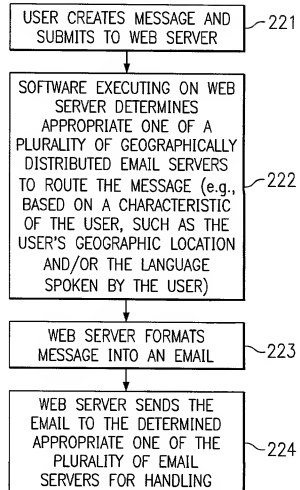 USER CREATES MESSAGE AND
SUBMITS TO WEB SERVER
221
SOFTWARE EXECUTING ON WEB
SERVER DETERMINES
APPROPRIATE ONE OF A
PLURALITY OF GEOGRAPHICALLY
DISTRIBUTED EMAIL SERVERS
TO ROUTE THE MESSAGE (e.g.,
BASED ON A CHARACTERISTIC
OF THE USER, SUCH AS THE
USER'S GEOGRAPHIC LOCATION
AND/OR THE LANGUAGE
SPOKEN BY THE USER)
222
WEB SERVER FORMATS
MESSAGE INTO AN EMAIL
223
WEB SERVER SENDS THE
EMAIL TO THE DETERMINED
APPROPRIATE ONE OF THE
PLURALITY OF EMAIL
SERVERS FOR HANDLING
224